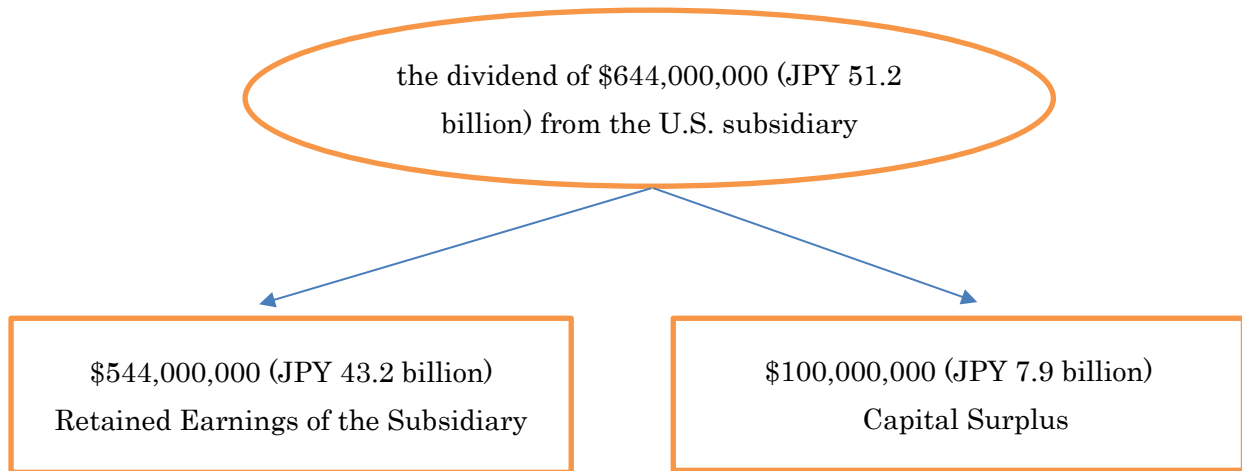 the dividend of $644,000,000 (JPY 51.2
billion) from the U.S. subsidiary
$544,000,000 (JPY 43.2 billion)
Retained Earnings of the Subsidiary
$100,000,000 (JPY 7.9 billion)
Capital Surplus